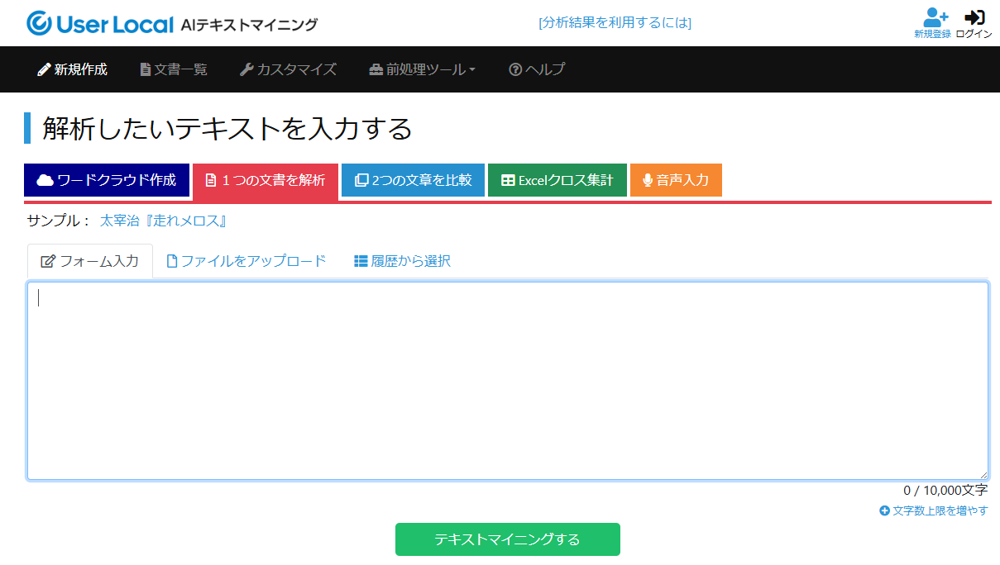 User Local AIテキストマイニング
[分析結果を利用するには]
新規登録 ログイン
新規作成 文書一覧 カスタマイズ 前処理ツール ヘルプ
解析したいテキストを入力する
ワードクラウド作成 1つの文書を解析 2つの文章を比較 Excelクロス集計 音声入力
サンプル： 太宰治『走れメロス』
フォーム入力 ファイルをアップロード 履歴から選択
0 / 10,000文字
文字数上限を増やす
テキストマイニングする